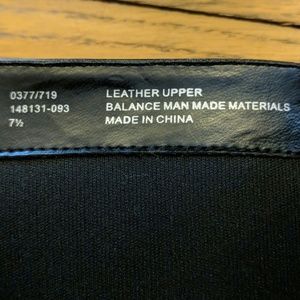 0377/719
148131-093
7½
LEATHER UPPER
BALANCE MAN MADE MATERIALS
MADE IN CHINA